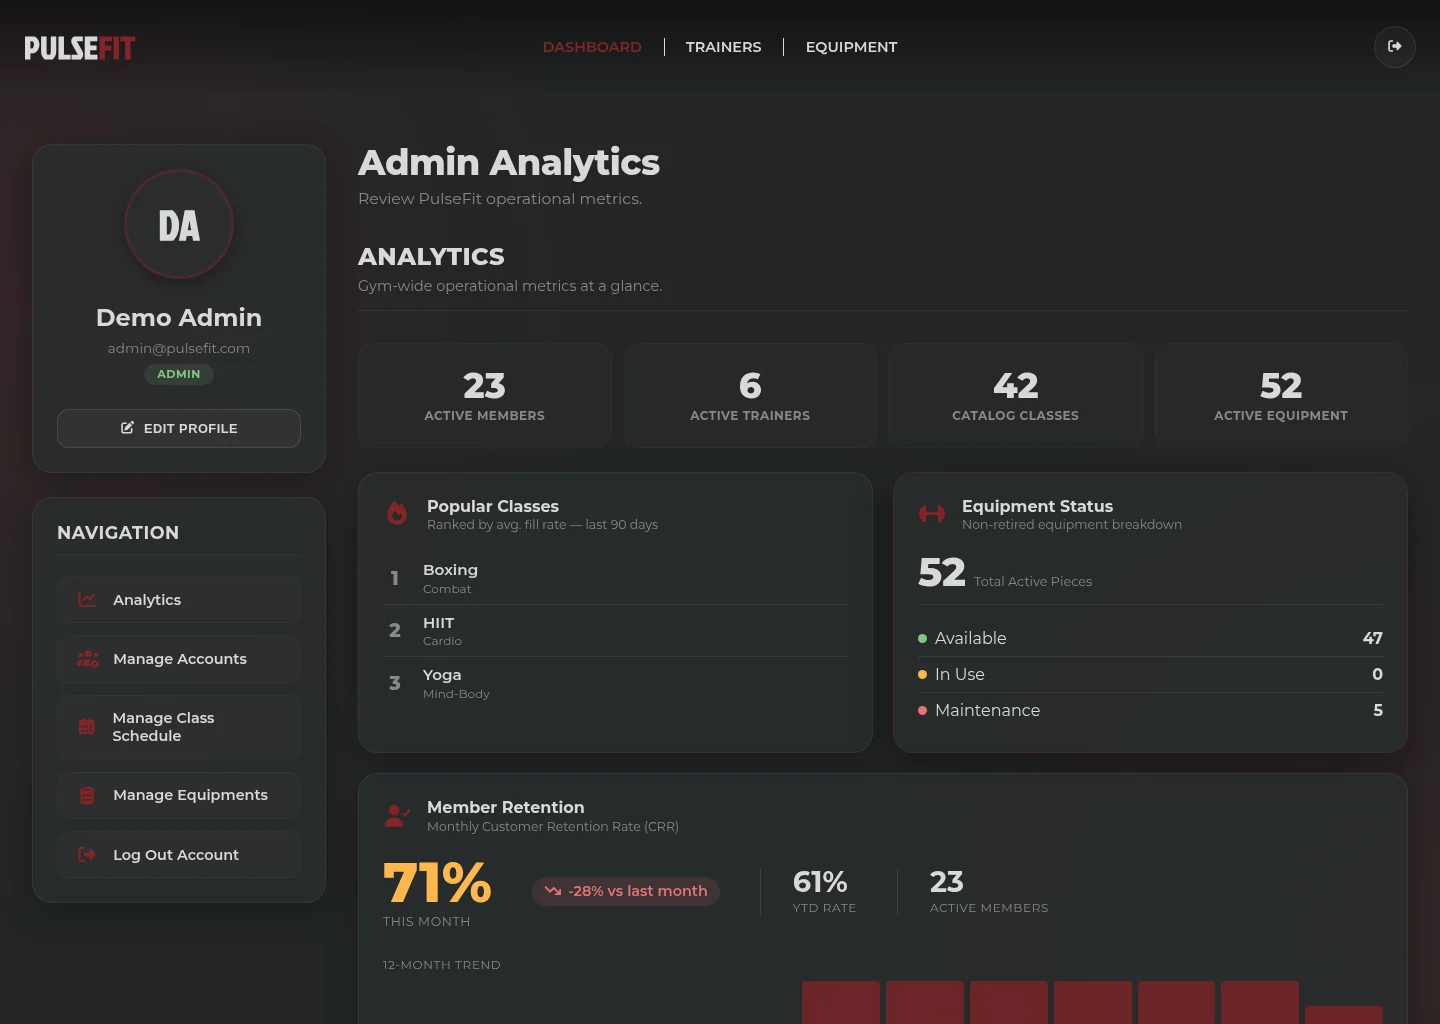 PULSEFIT
DASHBOARD
TRAINERS
EQUIPMENT
DA
Demo Admin
admin@pulsefit.com
ADMIN
EDIT PROFILE
NAVIGATION
Analytics
Manage Accounts
Manage Class
Schedule
Manage Equipments
Log Out Account
Admin Analytics
Review PulseFit operational metrics.
ANALYTICS
Gym-wide operational metrics at a glance.
23
ACTIVE MEMBERS
6
ACTIVE TRAINERS
42
CATALOG CLASSES
52
ACTIVE EQUIPMENT
Popular Classes
Ranked by avg. fill rate — last 90 days
1
Boxing
Combat
2
HIIT
Cardio
3
Yoga
Mind-Body
Equipment Status
Non-retired equipment breakdown
52 Total Active Pieces
Available 47
In Use 0
Maintenance 5
Member Retention
Monthly Customer Retention Rate (CRR)
71%
THIS MONTH
-28% vs last month
61%
YTD RATE
23
ACTIVE MEMBERS
12-MONTH TREND